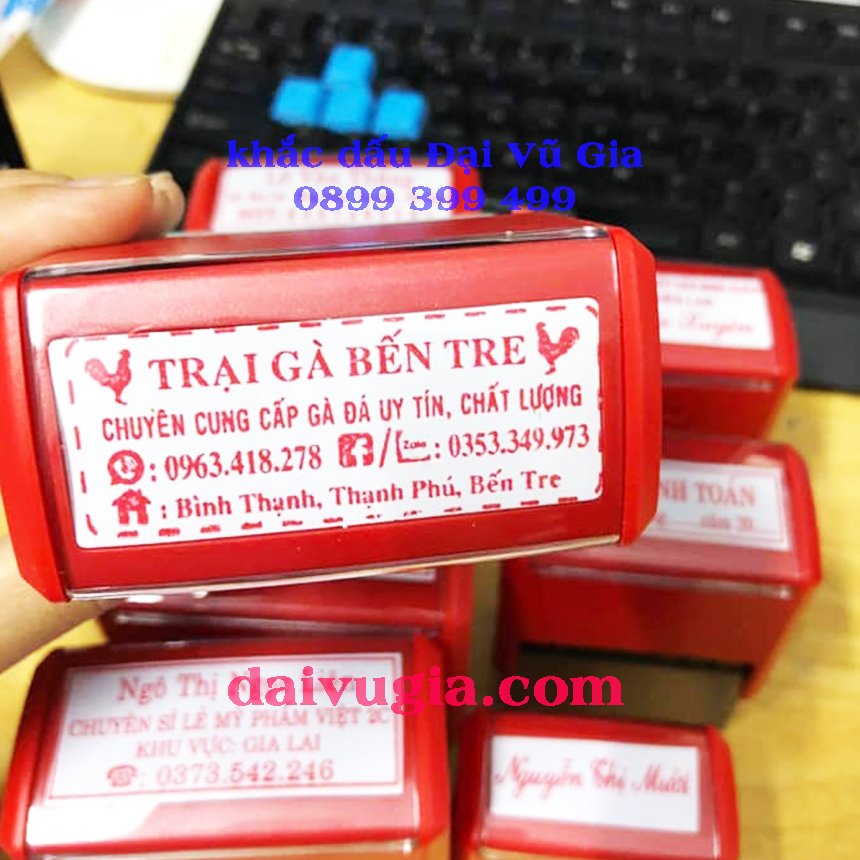 khắc dấu Đại Vũ Gia
0899 399 499
TRẠI GÀ BẾN TRE
CHUYÊN CUNG CẤP GÀ ĐÁ UY TÍN, CHẤT LƯỢNG
: 0963.418.278 / Zalo : 0353.349.973
: Bình Thạnh, Thạnh Phú, Bến Tre
NH TOÁN
daivugia.com
Ngô Thị
CHUYÊN SỈ LẺ MỸ PHẨM VIỆT 2C
KHU VỰC: GIA LAI
☎: 0373.542.246
Nguyễn Thị Mười